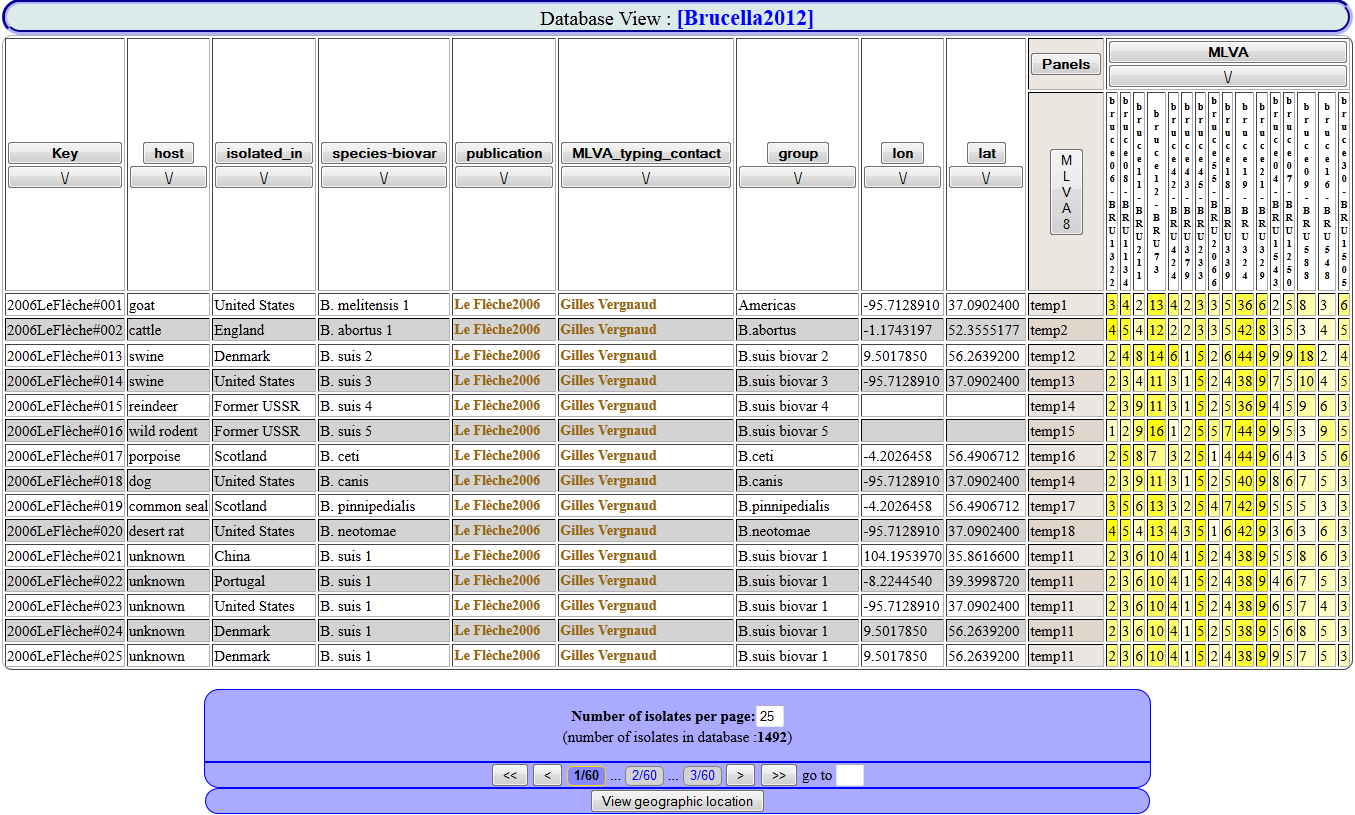 Database View : [Brucella2012]
Panels MLVA
\/
Key host isolated_in species-biovar publication MLVA_typing_contact group lon lat
\/ \/ \/ \/ \/ \/ \/ \/ \/
MLVA8
bruce06-BRU1322 bruce08-BRU1134 bruce11-BRU211 bruce12-BRU73 bruce42-BRU424 bruce43-BRU379 bruce45-BRU233 bruce55-BRU2066 bruce18-BRU339 bruce19-BRU324 bruce21-BRU329 bruce04-BRU1543 bruce07-BRU1250 bruce09-BRU588 bruce16-BRU548 bruce30-BRU1505
2006LeFlèche#001 goat United States B. melitensis 1 Le Flèche2006 Gilles Vergnaud Americas -95.7128910 37.0902400 temp1 3 4 2 13 4 2 3 3 5 36 6 2 5 8 3 6
2006LeFlèche#002 cattle England B. abortus 1 Le Flèche2006 Gilles Vergnaud B.abortus -1.1743197 52.3555177 temp2 4 5 4 12 2 2 3 3 5 42 8 3 5 3 4 5
2006LeFlèche#013 swine Denmark B. suis 2 Le Flèche2006 Gilles Vergnaud B.suis biovar 2 9.5017850 56.2639200 temp12 2 4 8 14 6 1 5 2 6 44 9 9 9 18 2 4
2006LeFlèche#014 swine United States B. suis 3 Le Flèche2006 Gilles Vergnaud B.suis biovar 3 -95.7128910 37.0902400 temp13 2 3 4 11 3 1 5 2 4 38 9 7 5 10 4 5
2006LeFlèche#015 reindeer Former USSR B. suis 4 Le Flèche2006 Gilles Vergnaud B.suis biovar 4 temp14 2 3 9 11 3 1 5 2 5 36 9 4 5 9 6 3
2006LeFlèche#016 wild rodent Former USSR B. suis 5 Le Flèche2006 Gilles Vergnaud B.suis biovar 5 temp15 1 2 9 16 1 2 5 5 7 44 9 9 5 3 9 5
2006LeFlèche#017 porpoise Scotland B. ceti Le Flèche2006 Gilles Vergnaud B.ceti -4.2026458 56.4906712 temp16 2 5 8 7 3 2 5 1 4 44 9 6 4 3 5 6
2006LeFlèche#018 dog United States B. canis Le Flèche2006 Gilles Vergnaud B.canis -95.7128910 37.0902400 temp14 2 3 9 11 3 1 5 2 5 40 9 8 6 7 5 3
2006LeFlèche#019 common seal Scotland B. pinnipedialis Le Flèche2006 Gilles Vergnaud B.pinnipedialis -4.2026458 56.4906712 temp17 3 5 6 13 3 2 5 4 7 42 9 5 5 5 3 3
2006LeFlèche#020 desert rat United States B. neotomae Le Flèche2006 Gilles Vergnaud B.neotomae -95.7128910 37.0902400 temp18 4 5 4 13 4 3 5 1 6 42 9 3 6 3 6 3
2006LeFlèche#021 unknown China B. suis 1 Le Flèche2006 Gilles Vergnaud B.suis biovar 1 104.1953970 35.8616600 temp11 2 3 6 10 4 1 5 2 4 38 9 5 5 8 6 3
2006LeFlèche#022 unknown Portugal B. suis 1 Le Flèche2006 Gilles Vergnaud B.suis biovar 1 -8.2244540 39.3998720 temp11 2 3 6 10 4 1 5 2 4 38 9 4 6 7 5 3
2006LeFlèche#023 unknown United States B. suis 1 Le Flèche2006 Gilles Vergnaud B.suis biovar 1 -95.7128910 37.0902400 temp11 2 3 6 10 4 1 5 2 4 38 9 6 5 7 4 3
2006LeFlèche#024 unknown Denmark B. suis 1 Le Flèche2006 Gilles Vergnaud B.suis biovar 1 9.5017850 56.2639200 temp11 2 3 6 10 4 1 5 2 5 38 9 5 6 8 5 3
2006LeFlèche#025 unknown Denmark B. suis 1 Le Flèche2006 Gilles Vergnaud B.suis biovar 1 9.5017850 56.2639200 temp11 2 3 6 10 4 1 5 2 4 38 9 9 5 7 5 3
Number of isolates per page: 25
(number of isolates in database :1492)
<< < 1/60 ... 2/60 ... 3/60 > >> go to
View geographic location